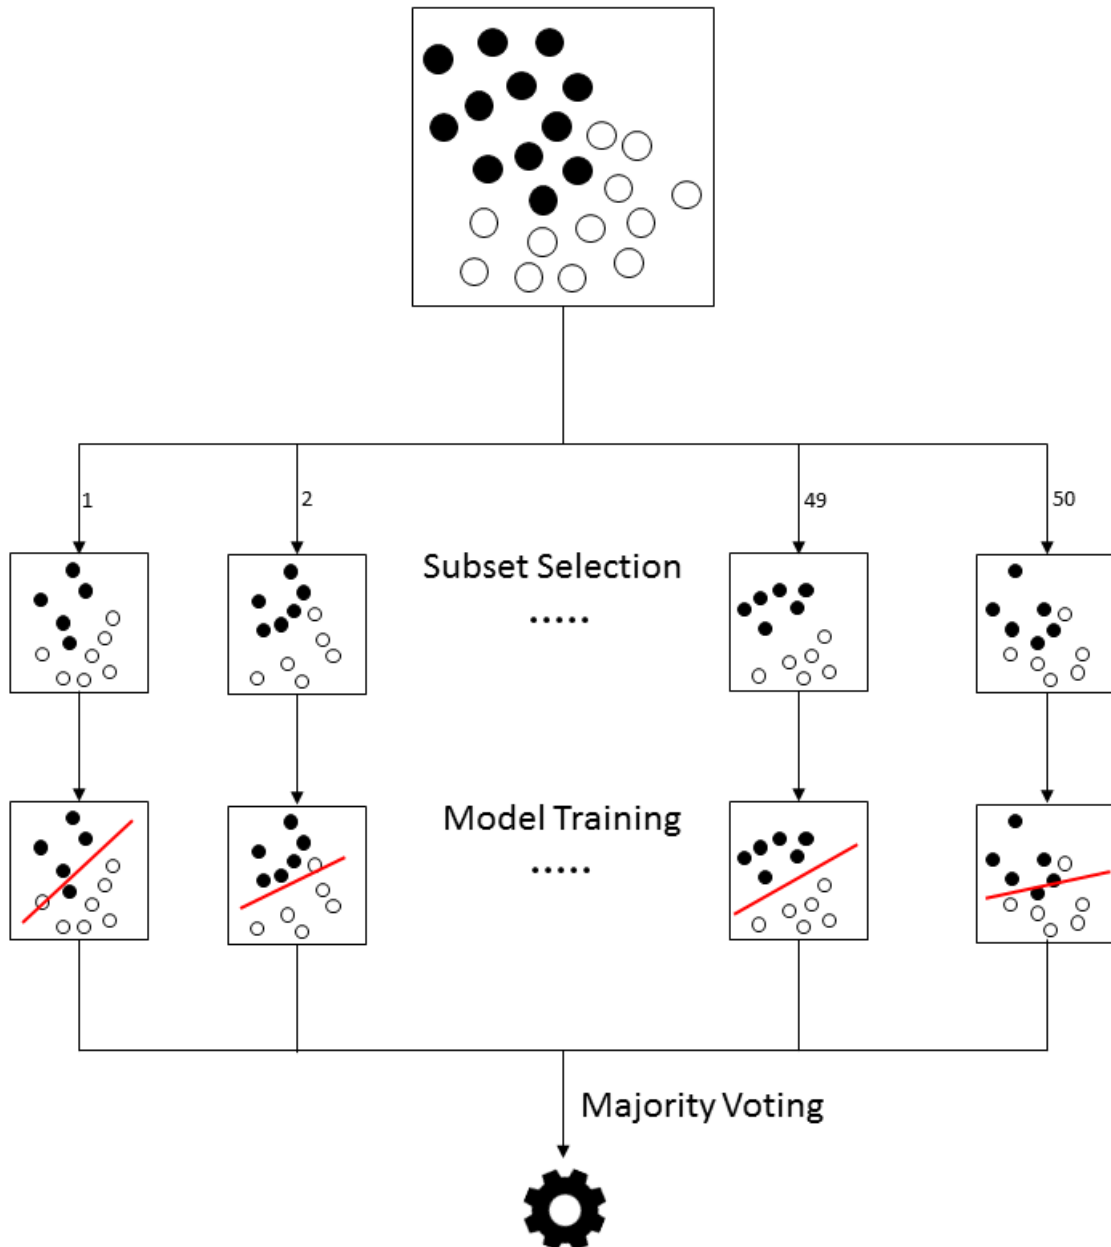 1
2
49
50
Subset Selection
.....
Model Training
.....
Majority Voting